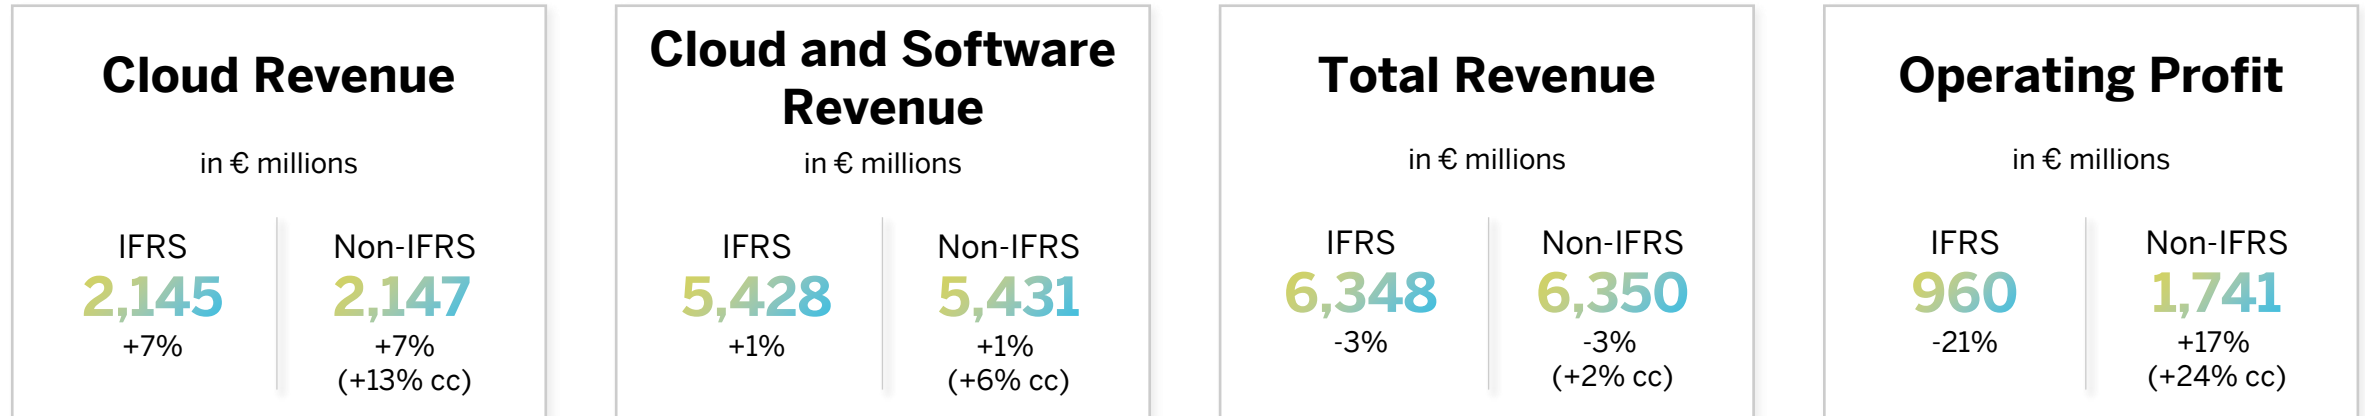 Cloud Revenue
in € millions
IFRS
2,145
+7%
Non-IFRS
2,147
+7%
(+13% cc)
Cloud and Software
Revenue
in € millions
IFRS
5,428
+1%
Non-IFRS
5,431
+1%
(+6% cc)
Total Revenue
in € millions
IFRS
6,348
-3%
Non-IFRS
6,350
-3%
(+2% cc)
Operating Profit
in € millions
IFRS
960
-21%
Non-IFRS
1,741
+17%
(+24% cc)